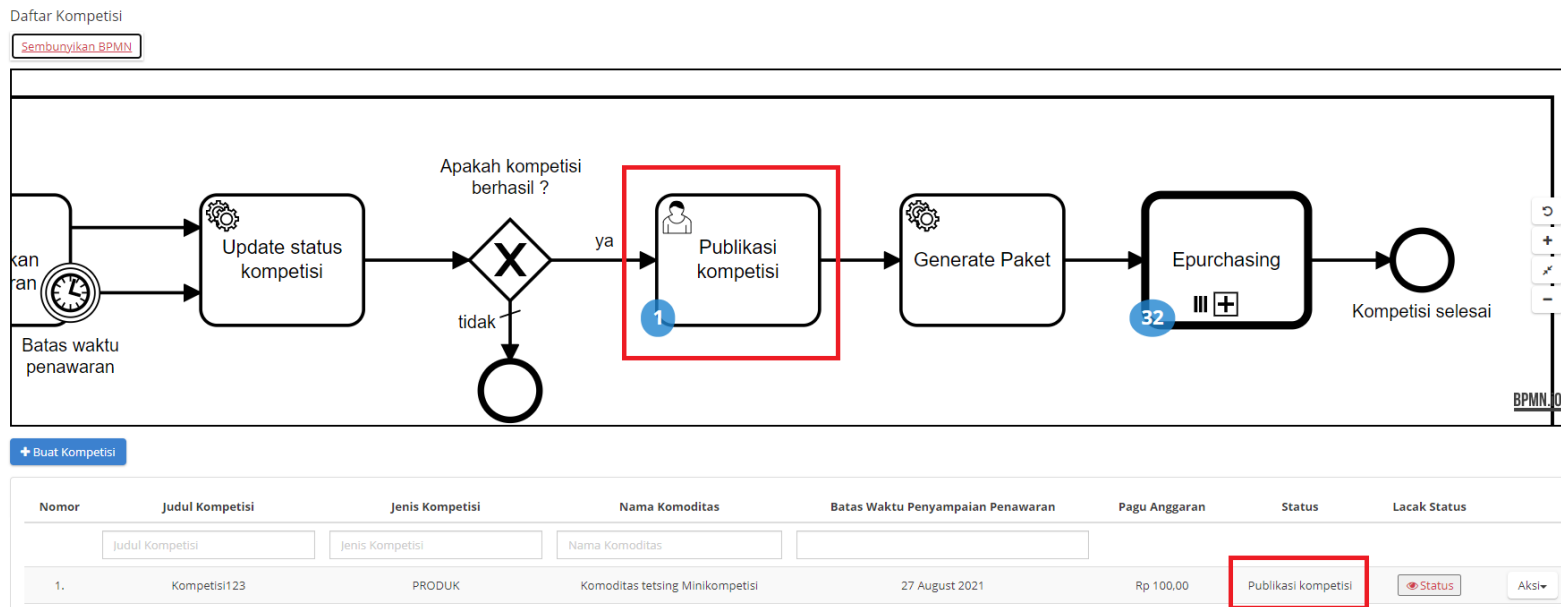 Daftar Kompetisi
Sembunyikan BPMN
Apakah kompetisi
berhasil ?
Update status
kompetisi
ya
Publikasi
kompetisi
Generate Paket
Epurchasing
kan
ran
1
32
tidak
Kompetisi selesai
Batas waktu
penawaran
BPMN.iO
Buat Kompetisi
Nomor Judul Kompetisi Jenis Kompetisi Nama Komoditas Batas Waktu Penyampaian Penawaran Pagu Anggaran Status Lacak Status
Judul Kompetisi Jenis Kompetisi Nama Komoditas
1. Kompetisi123 PRODUK Komoditas tetsing Minikompetisi 27 August 2021 Rp 100,00 Publikasi kompetisi Status Aksi